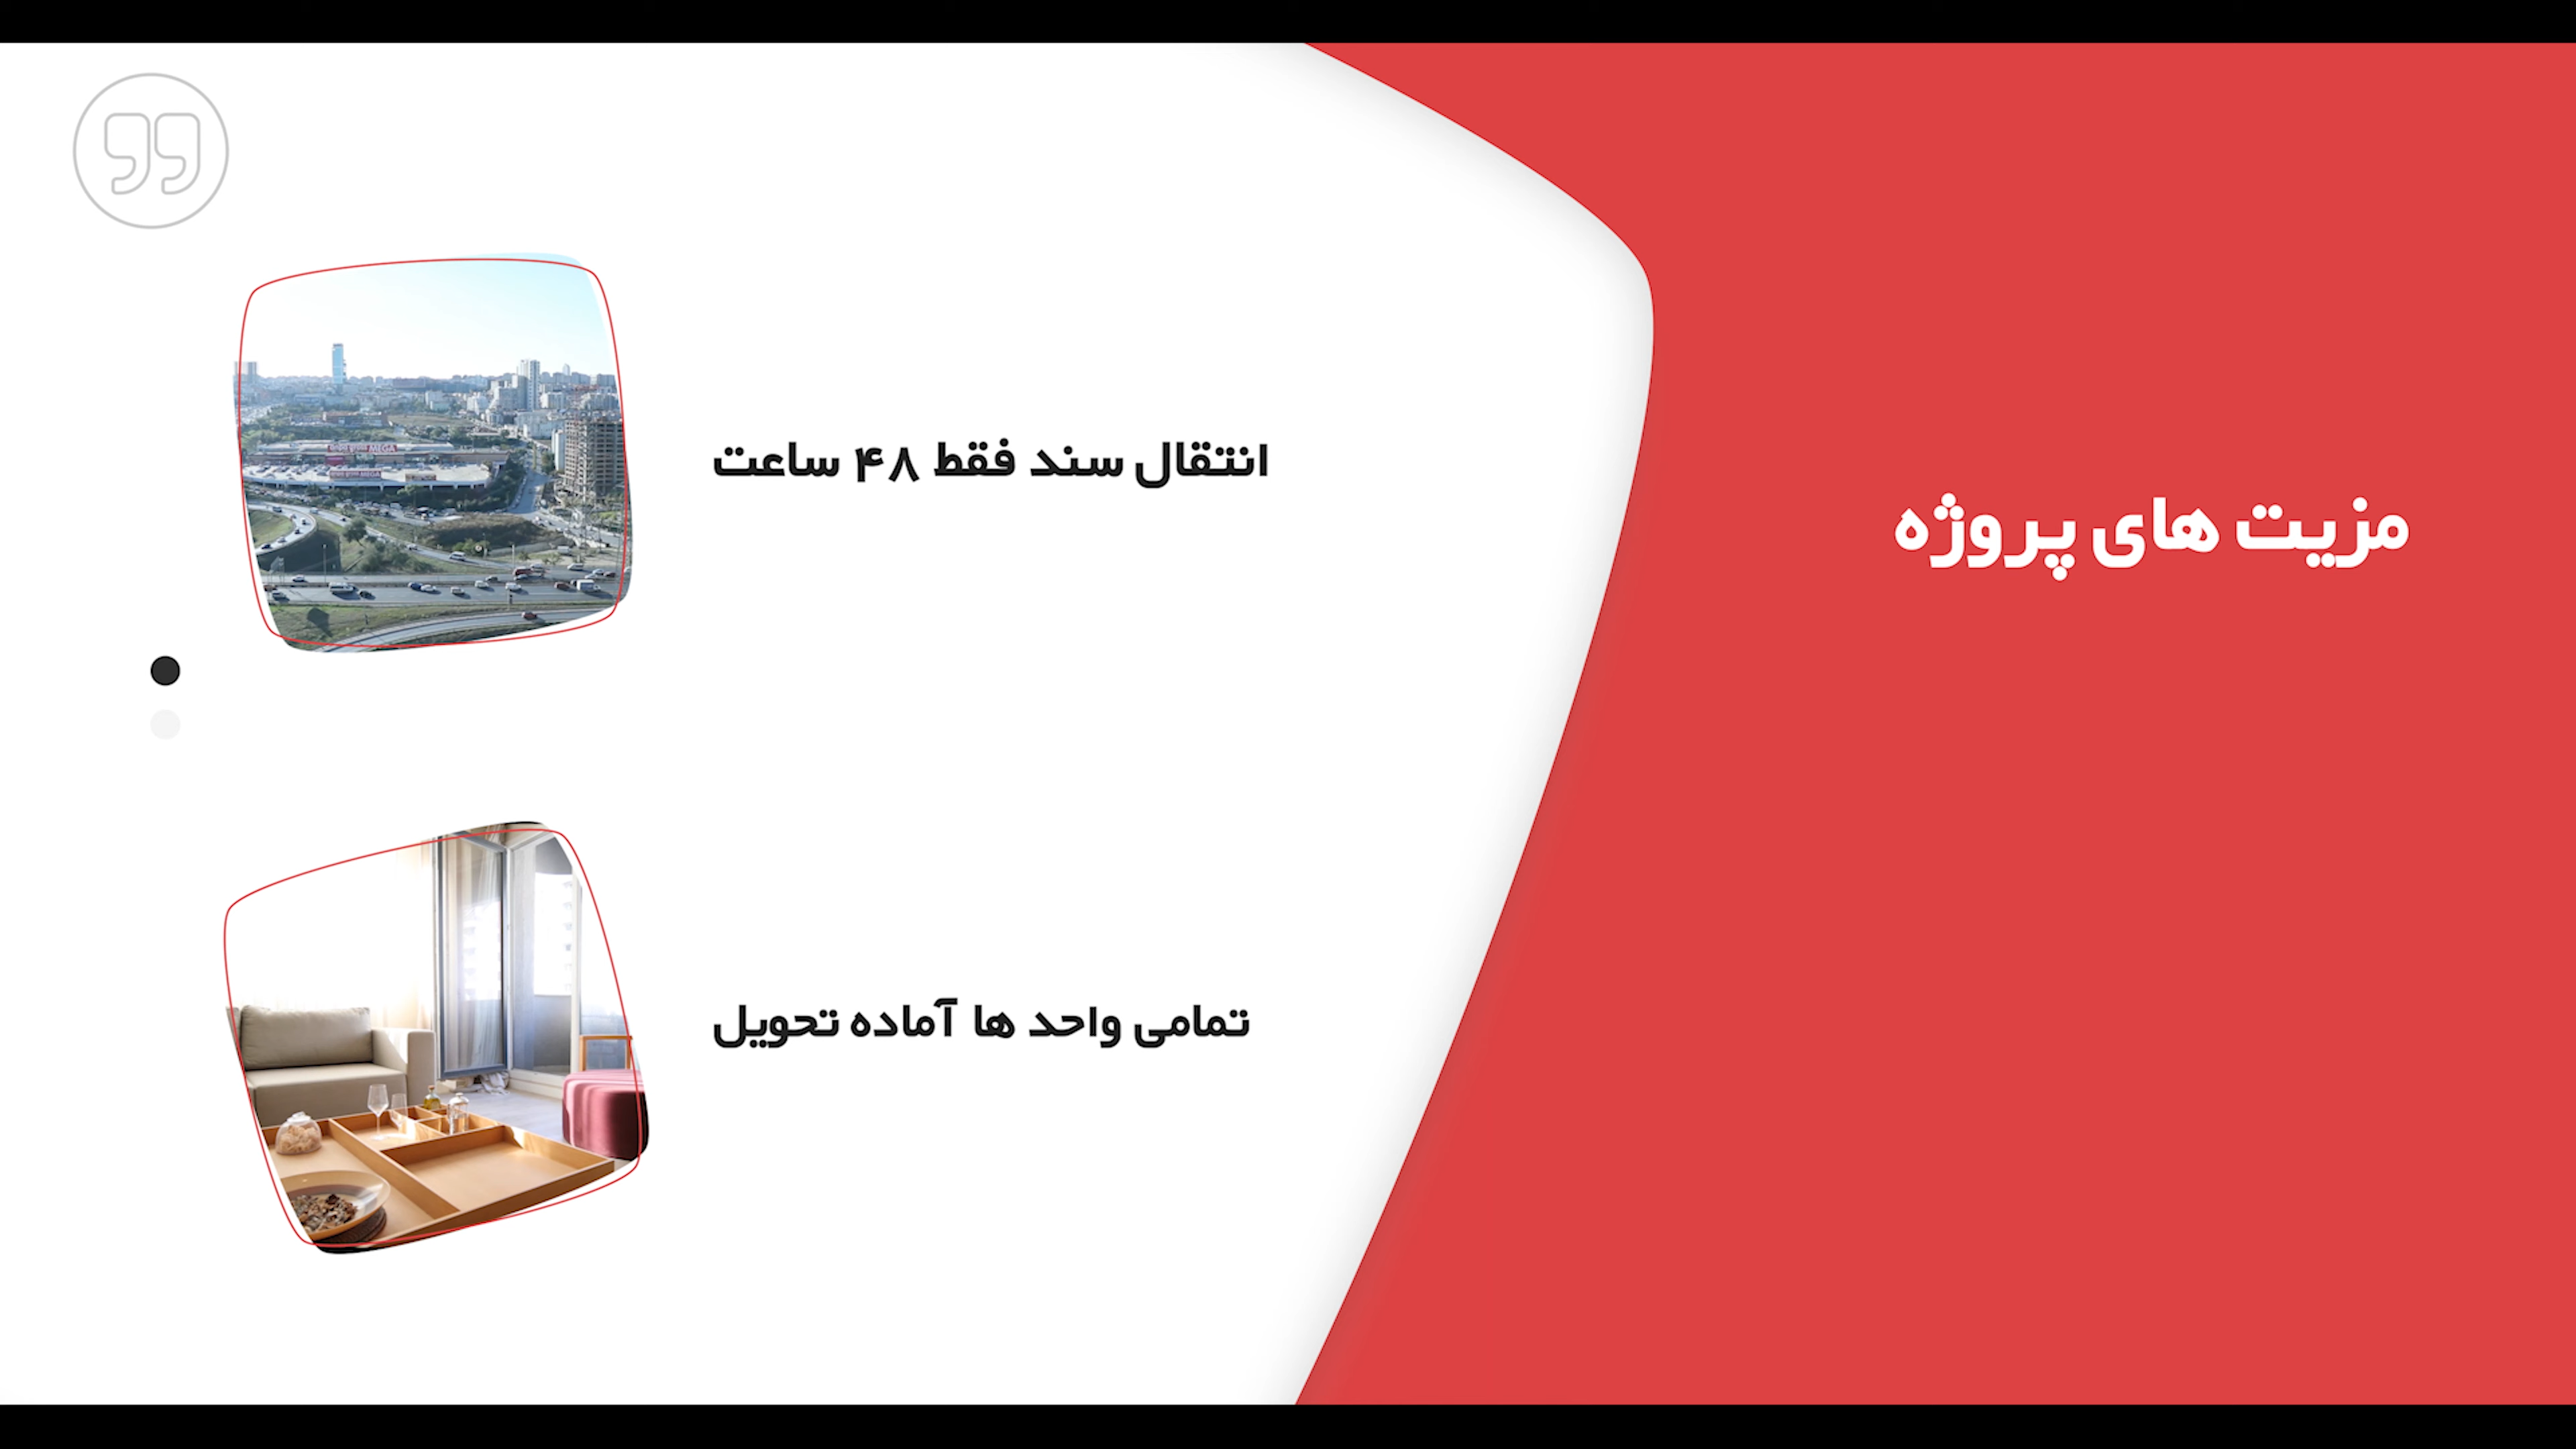 مزیت های پروژه
انتقال سند فقط ۴۸ ساعت
تمامی واحد ها آماده تحویل